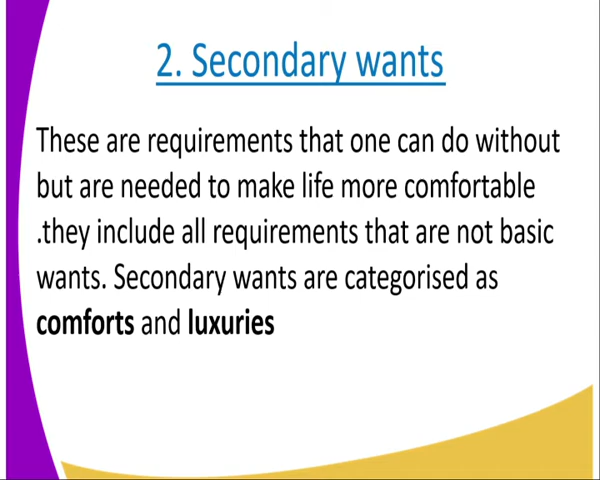 2. Secondary wants
These are requirements that one can do without
but are needed to make life more comfortable
.they include all requirements that are not basic
wants. Secondary wants are categorised as
comforts and luxuries